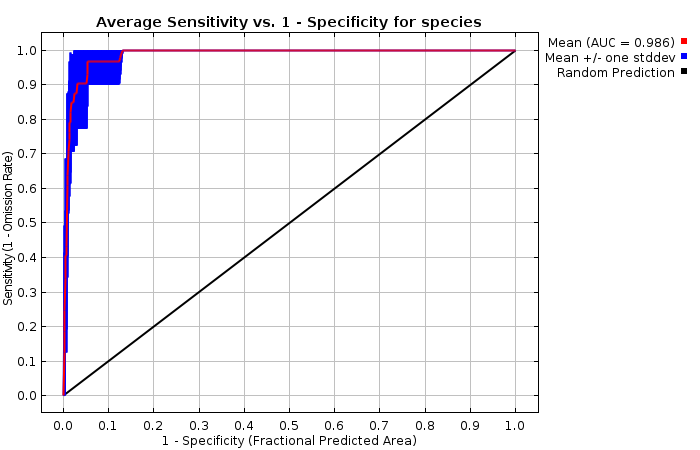 Average Sensitivity vs. 1 - Specificity for species
Mean (AUC = 0.986)
Mean +/- one stddev
Random Prediction
Sensitivity (1 - Omission Rate)
1.0
0.9
0.8
0.7
0.6
0.5
0.4
0.3
0.2
0.1
0.0
0.0 0.1 0.2 0.3 0.4 0.5 0.6 0.7 0.8 0.9 1.0
1 - Specificity (Fractional Predicted Area)